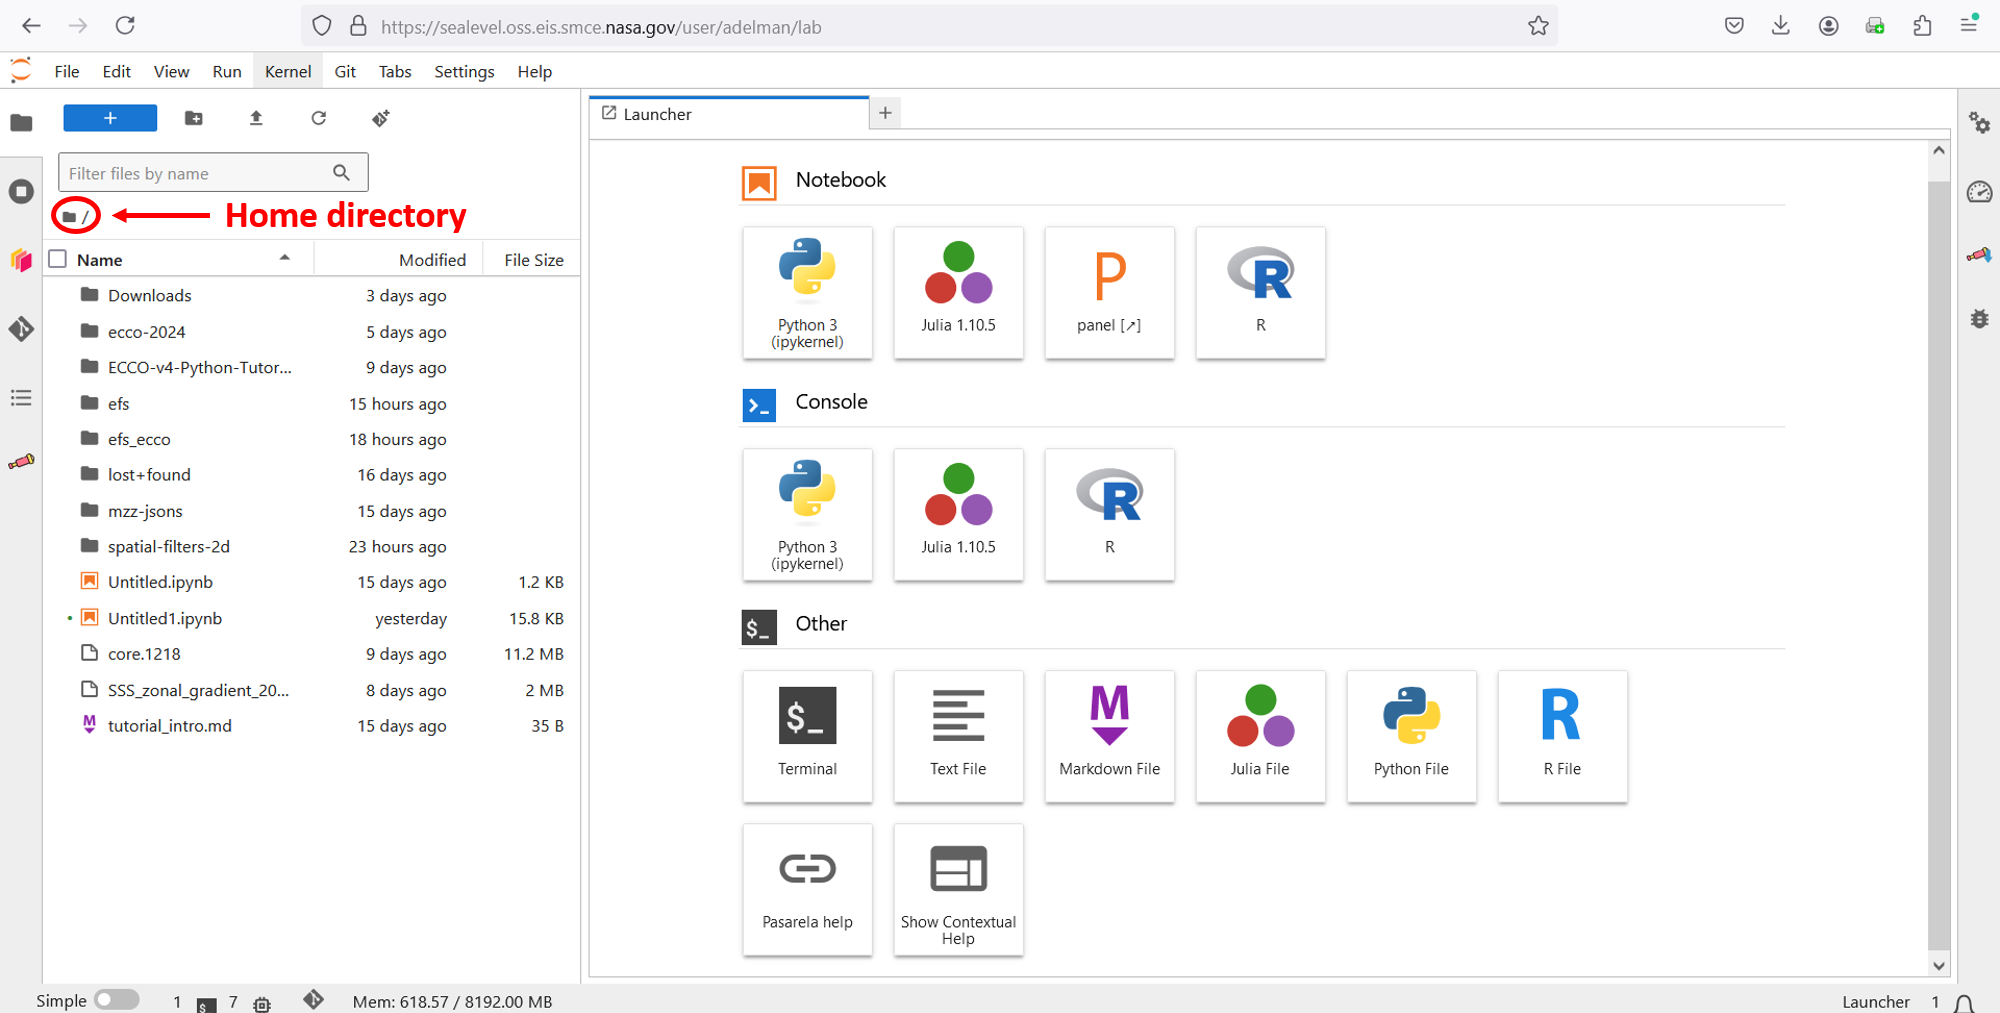 https://sealevel.oss.eis.smce.nasa.gov/user/adelman/lab
File Edit View Run Kernel Git Tabs Settings Help
+
Launcher
+
Filter files by name
/
Home directory
Name Modified File Size
Downloads 3 days ago
ecco-2024 5 days ago
ECCO-v4-Python-Tutor... 9 days ago
efs 15 hours ago
efs_ecco 18 hours ago
lost+found 16 days ago
mzz-jsons 15 days ago
spatial-filters-2d 23 hours ago
Untitled.ipynb 15 days ago 1.2 KB
Untitled1.ipynb yesterday 15.8 KB
core.1218 9 days ago 11.2 MB
SSS_zonal_gradient_20... 8 days ago 2 MB
M tutorial_intro.md 15 days ago 35 B
Notebook
P R
Python 3 Julia 1.10.5 panel [↗] R
(ipykernel)
>_ Console
R
Python 3 Julia 1.10.5 R
(ipykernel)
$_ Other
$_ M R
Terminal Text File Markdown File Julia File Python File R File
Pasarela help Show Contextual
Help
Simple 1 $_ 7 Mem: 618.57 / 8192.00 MB Launcher 1